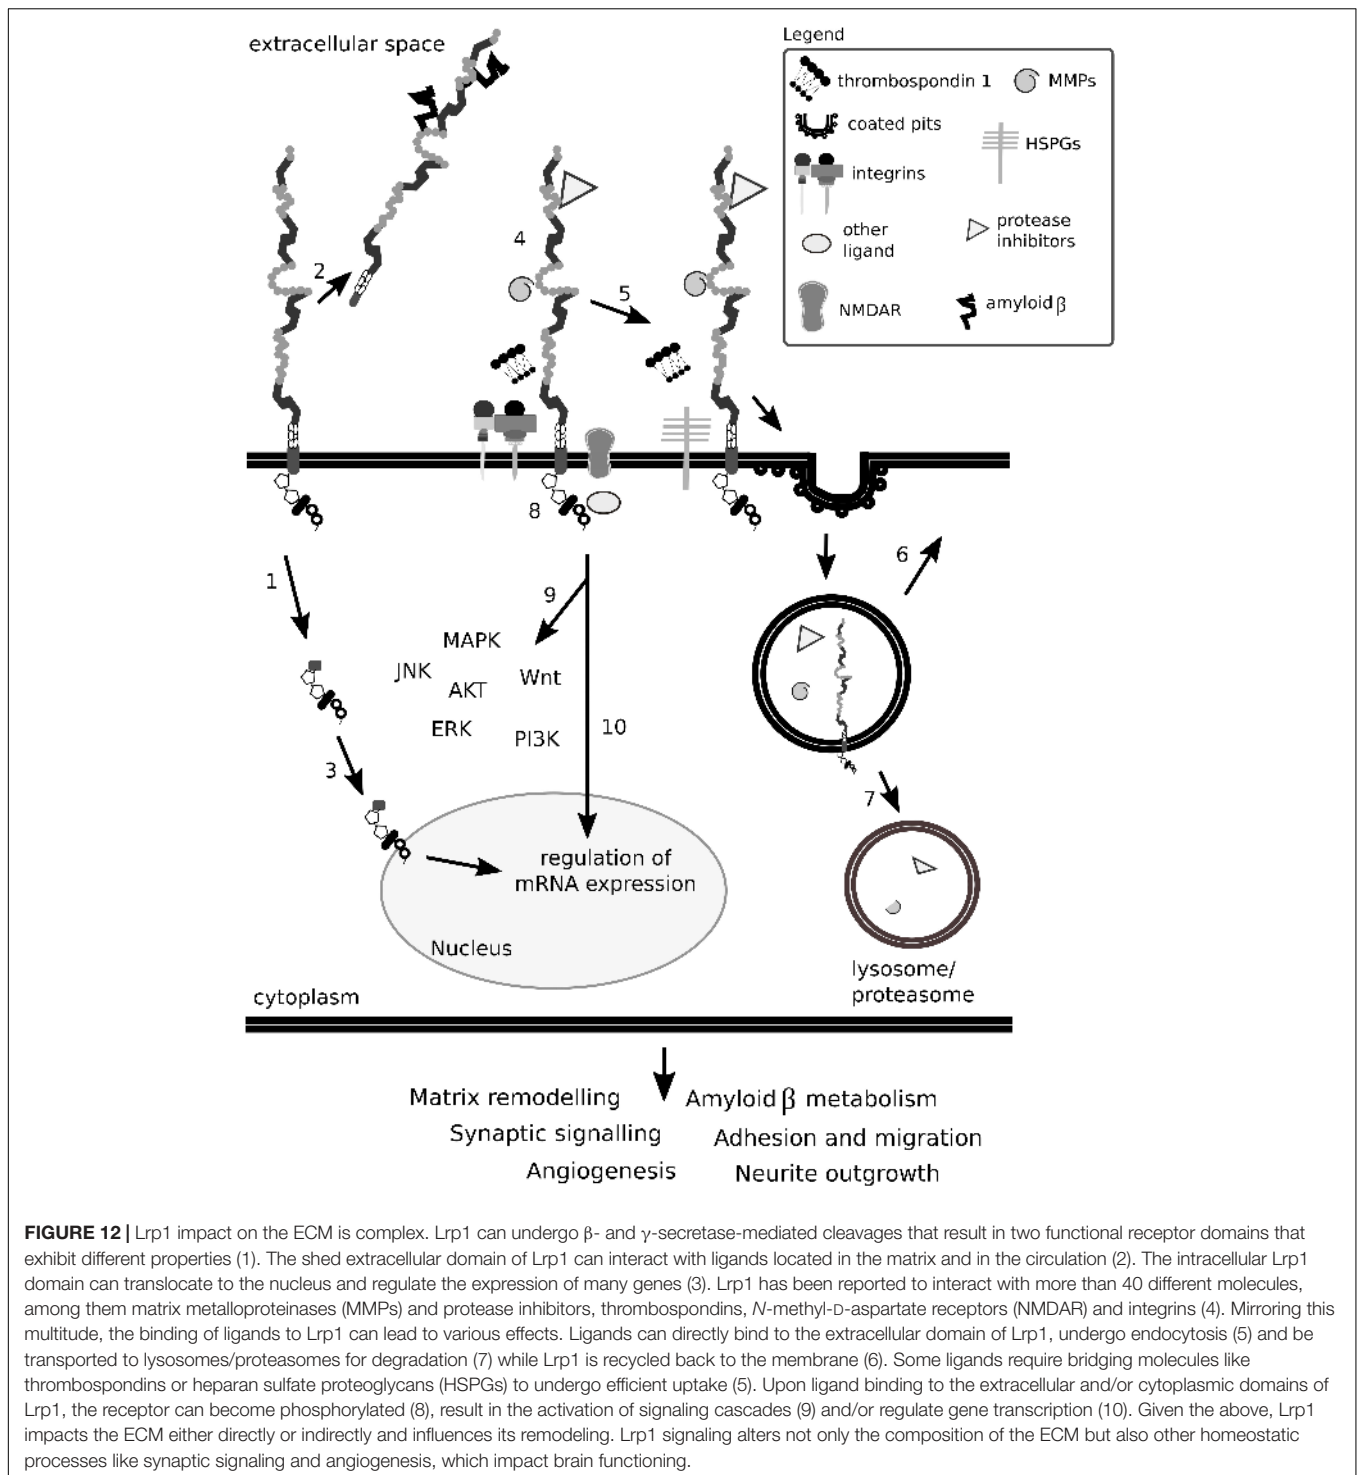 extracellular space
Legend
thrombospondin 1
MMPs
coated pits
HSPGs
integrins
other
ligand
protease
inhibitors
NMDAR
amyloid β
2
4
5
8
1
9
6
MAPK
JNK
Wnt
AKT
ERK
PI3K
10
3
7
regulation of
mRNA expression
Nucleus
lysosome/
proteasome
cytoplasm
Matrix remodelling
Amyloid β metabolism
Synaptic signalling
Adhesion and migration
Angiogenesis
Neurite outgrowth
FIGURE 12 | Lrp1 impact on the ECM is complex. Lrp1 can undergo β- and γ-secretase-mediated cleavages that result in two functional receptor domains that
exhibit different properties (1). The shed extracellular domain of Lrp1 can interact with ligands located in the matrix and in the circulation (2). The intracellular Lrp1
domain can translocate to the nucleus and regulate the expression of many genes (3). Lrp1 has been reported to interact with more than 40 different molecules,
among them matrix metalloproteinases (MMPs) and protease inhibitors, thrombospondins, N-methyl-D-aspartate receptors (NMDAR) and integrins (4). Mirroring this
multitude, the binding of ligands to Lrp1 can lead to various effects. Ligands can directly bind to the extracellular domain of Lrp1, undergo endocytosis (5) and be
transported to lysosomes/proteasomes for degradation (7) while Lrp1 is recycled back to the membrane (6). Some ligands require bridging molecules like
thrombospondins or heparan sulfate proteoglycans (HSPGs) to undergo efficient uptake (5). Upon ligand binding to the extracellular and/or cytoplasmic domains of
Lrp1, the receptor can become phosphorylated (8), result in the activation of signaling cascades (9) and/or regulate gene transcription (10). Given the above, Lrp1
impacts the ECM either directly or indirectly and influences its remodeling. Lrp1 signaling alters not only the composition of the ECM but also other homeostatic
processes like synaptic signaling and angiogenesis, which impact brain functioning.